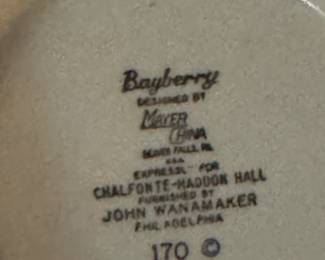 Bayberry
DESIGNED BY
MAYER
CHINA
BEAVER FALLS, PA.
USA
EXPRESSLY FOR
CHALFONTE-HADDON HALL
FURNISHED BY
JOHN WANAMAKER
PHILADELPHIA
170 ©